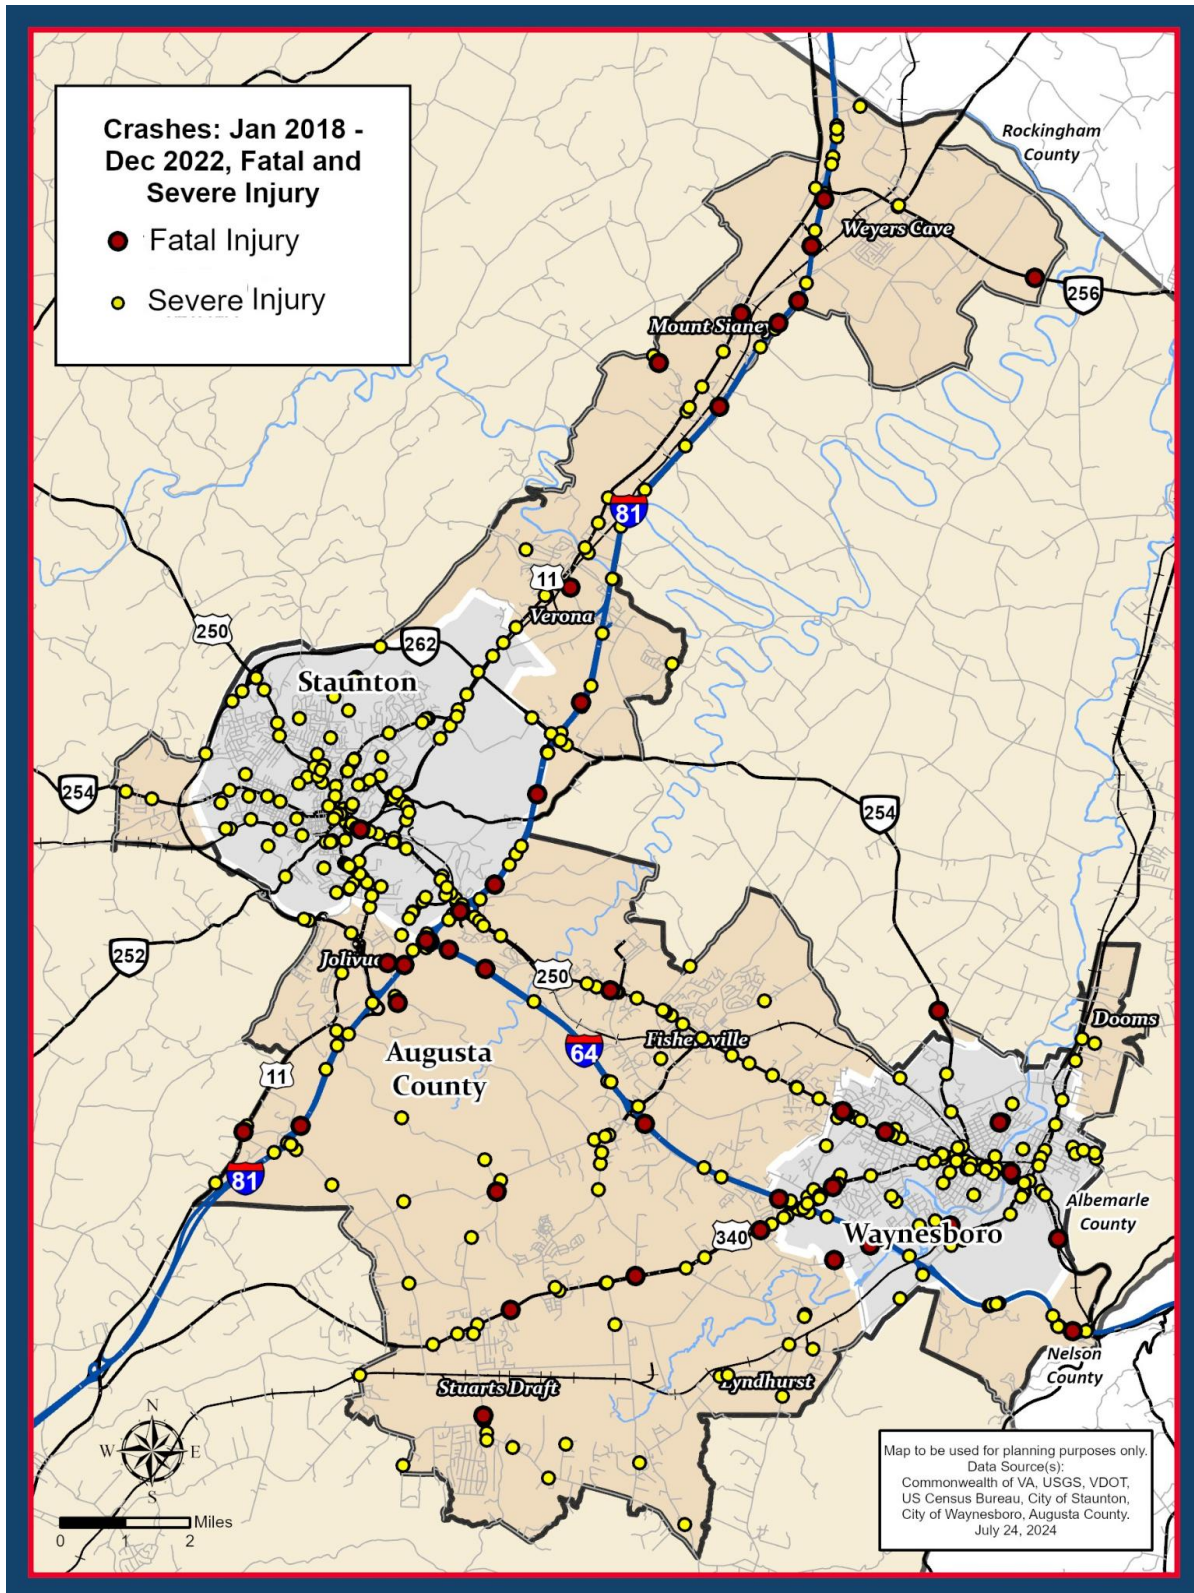 Crashes: Jan 2018 -
Dec 2022, Fatal and
Severe Injury
Fatal Injury
Severe Injury
Rockingham
County
Weyers Cave
256
Mount Sidney
81
11
Verona
250
262
Staunton
254
254
252
Jolivue
250
Fishersville
Dooms
64
Augusta
County
11
81
Albemarle
County
340
Waynesboro
Nelson
County
Stuarts Draft
Lyndhurst
N
W
E
S
Miles
0
1
2
Map to be used for planning purposes only.
Data Source(s):
Commonwealth of VA, USGS, VDOT,
US Census Bureau, City of Staunton,
City of Waynesboro, Augusta County.
July 24, 2024